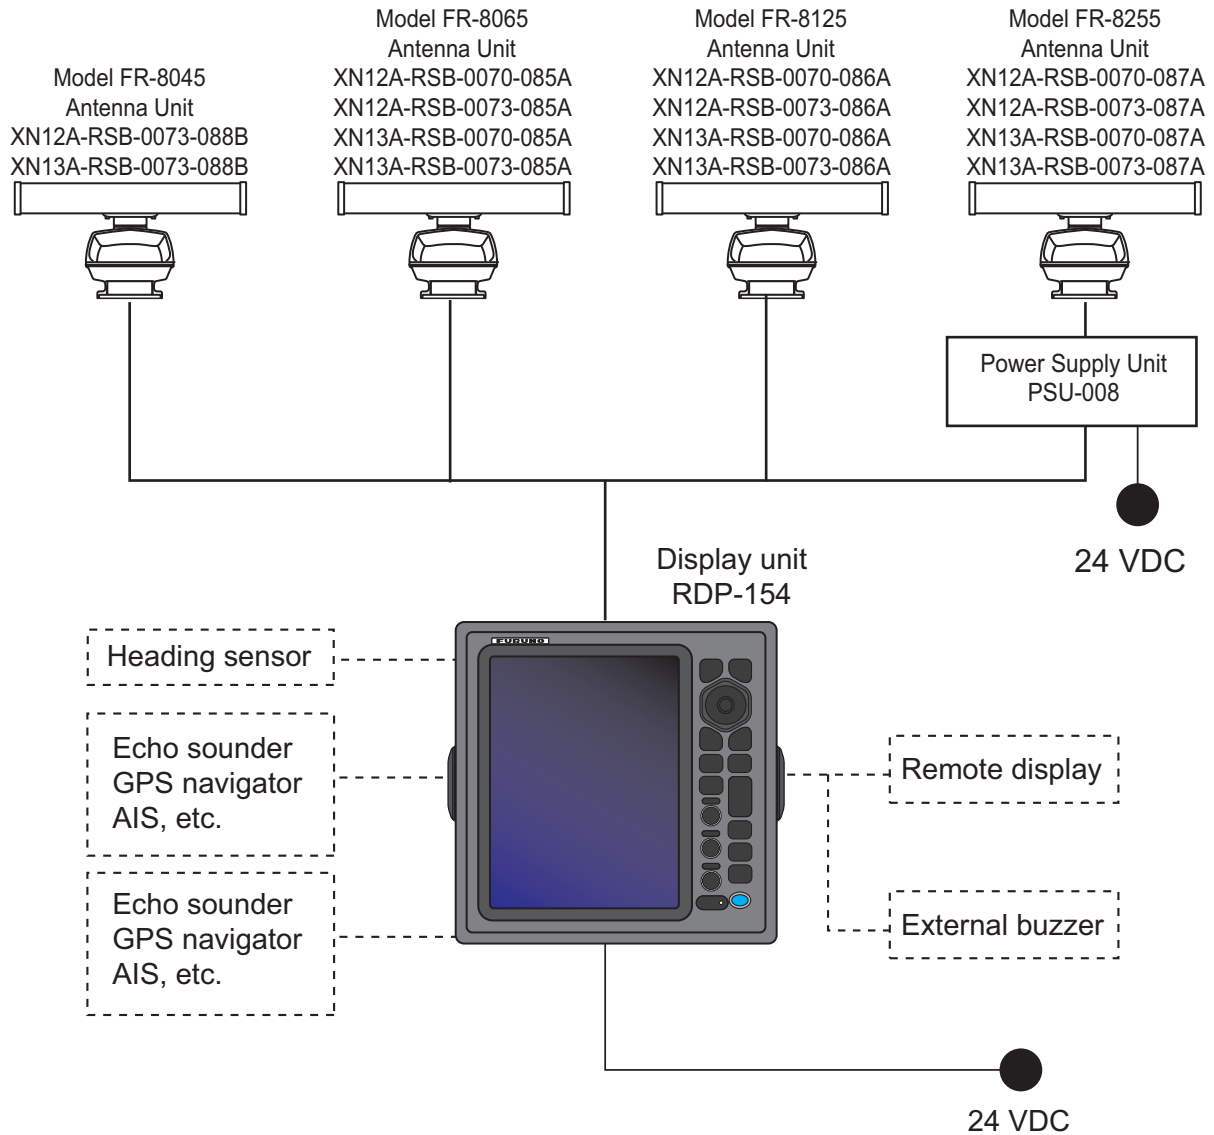 Model FR-8045
Antenna Unit
XN12A-RSB-0073-088B
XN13A-RSB-0073-088B
Model FR-8065
Antenna Unit
XN12A-RSB-0070-085A
XN12A-RSB-0073-085A
XN13A-RSB-0070-085A
XN13A-RSB-0073-085A
Model FR-8125
Antenna Unit
XN12A-RSB-0070-086A
XN12A-RSB-0073-086A
XN13A-RSB-0070-086A
XN13A-RSB-0073-086A
Model FR-8255
Antenna Unit
XN12A-RSB-0070-087A
XN12A-RSB-0073-087A
XN13A-RSB-0070-087A
XN13A-RSB-0073-087A
Power Supply Unit
PSU-008
24 VDC
Display unit
RDP-154
FURUNO
Heading sensor
Echo sounder
GPS navigator
AIS, etc.
Echo sounder
GPS navigator
AIS, etc.
Remote display
External buzzer
24 VDC